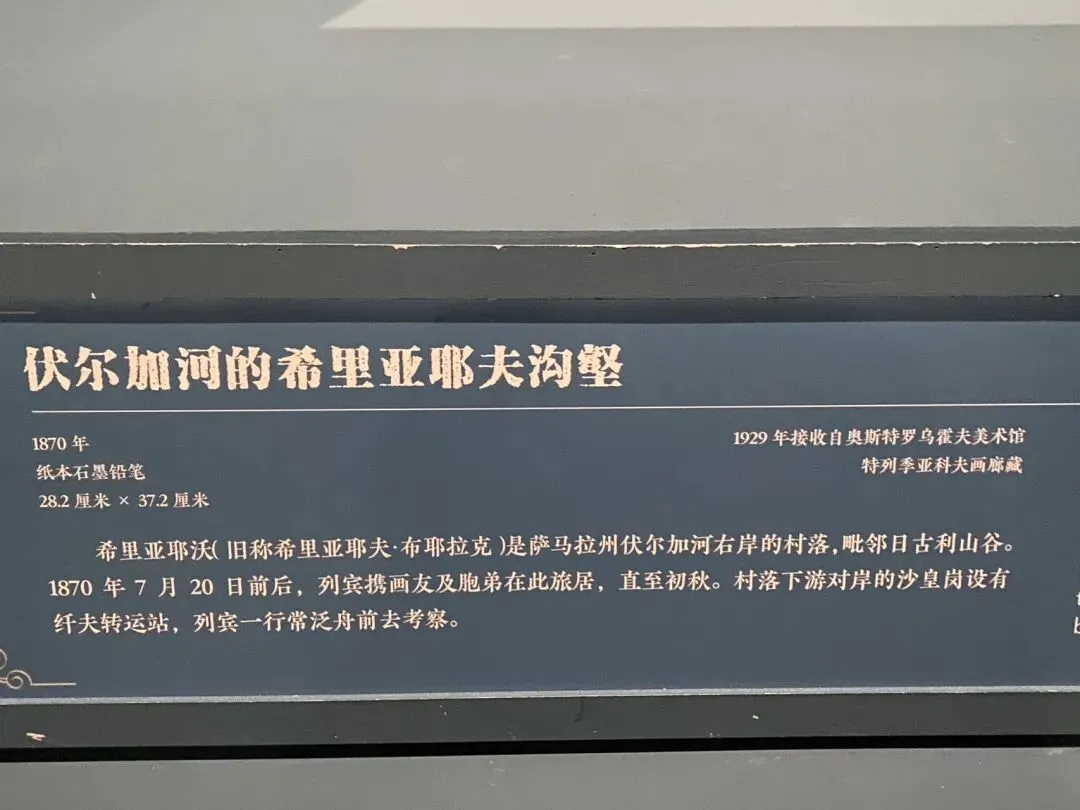 伏尔加河的希里亚耶夫沟壑
1870 年
纸本石墨铅笔
28.2 厘米 × 37.2 厘米
1929 年接收自奥斯特罗乌霍夫美术馆
特列季亚科夫画廊藏
希里亚耶沃(旧称希里亚耶夫·布耶拉克)是萨马拉州伏尔加河右岸的村落,毗邻日古利山谷。
1870 年 7 月 20 日前后，列宾携画友及胞弟在此旅居，直至初秋。村落下游对岸的沙皇岗设有
纤夫转运站，列宾一行常泛舟前去考察。